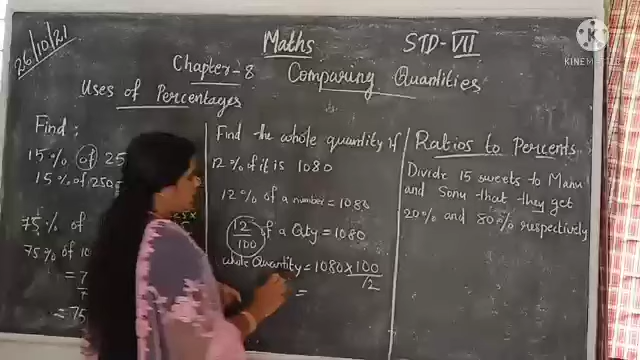 26/10/21
Maths
STD-VII
KINEMA
Chapter-8
Comparing Quantities
Uses of Percentages
Find :
15% of 25
15% of 250
75% of
75% of 10
= 7
= 75
Find the whole quantity if
12% of it is 1080
12% of a number = 1080
12/100 of a Qty = 1080
whole Quantity = 1080 × 100/12
=
Ratios to Percents
Divide 15 sweets to Manu
and Sonu that they get
20% and 80% respectively